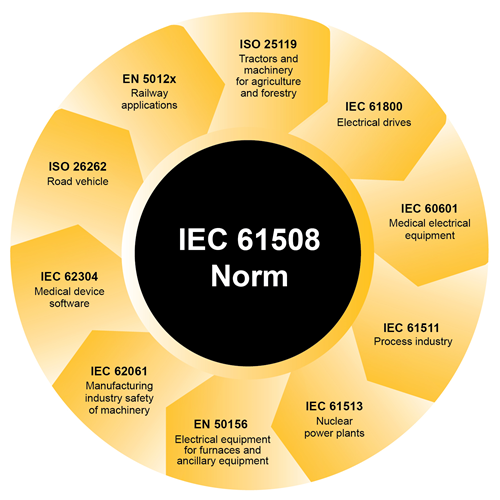 ISO 25119
Tractors and
machinery
for agriculture
and forestry
IEC 61800
Electrical drives
IEC 60601
Medical electrical
equipment
IEC 61511
Process industry
IEC 61513
Nuclear
power plants
EN 50156
Electrical equipment
for furnaces and
ancillary equipment
IEC 62061
Manufacturing
industry safety
of machinery
IEC 62304
Medical device
software
ISO 26262
Road vehicle
EN 5012x
Railway
applications
IEC 61508
Norm